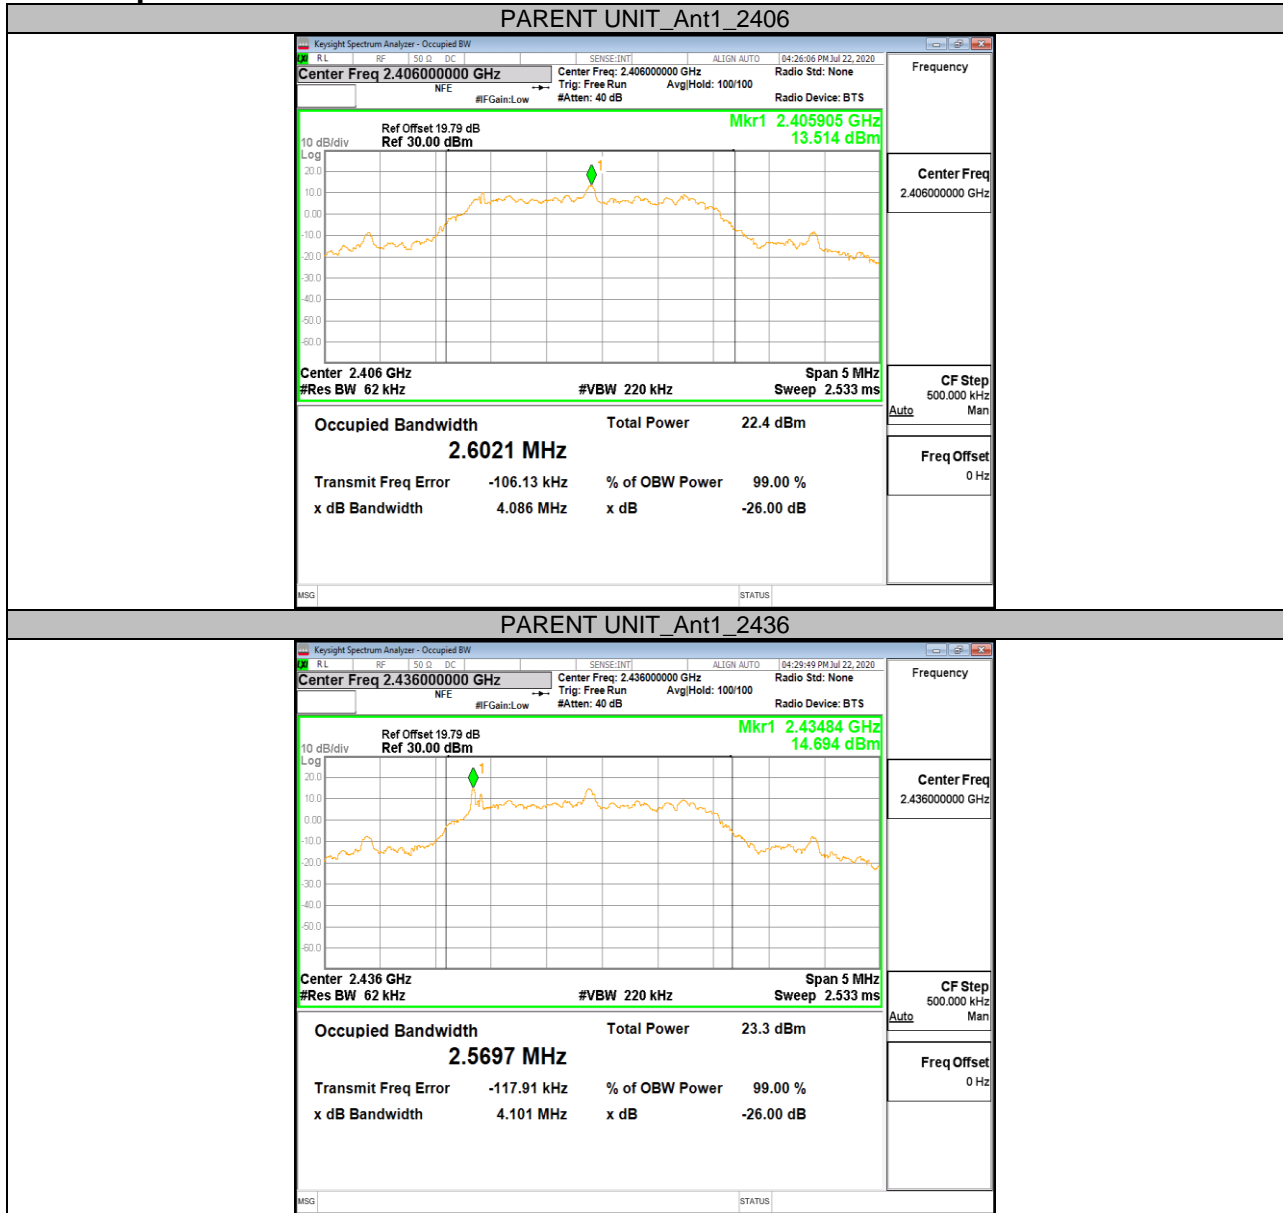 PARENT UNIT_Ant1_2406
Keysight Spectrum Analyzer - Occupied BW
LXI RL RF 50 Ω DC SENSE:INT ALIGN AUTO 04:26:06 PM Jul 22, 2020
Center Freq 2.406000000 GHz
Center Freq: 2.406000000 GHz
Radio Std: None
NFE
Trig: Free Run
Avg|Hold: 100/100
#IFGain:Low
#Atten: 40 dB
Radio Device: BTS
Frequency
Mkr1 2.405905 GHz
13.514 dBm
Ref Offset 19.79 dB
10 dB/div Ref 30.00 dBm
Log
1
20.0
10.0
0.00
-10.0
-20.0
-30.0
-40.0
-50.0
-60.0
Center 2.406 GHz Span 5 MHz
#Res BW 62 kHz #VBW 220 kHz Sweep 2.533 ms
Center Freq
2.406000000 GHz
CF Step
500.000 kHz
Auto Man
Freq Offset
0 Hz
Occupied Bandwidth Total Power 22.4 dBm
2.6021 MHz
Transmit Freq Error -106.13 kHz % of OBW Power 99.00 %
x dB Bandwidth 4.086 MHz x dB -26.00 dB
MSG STATUS
PARENT UNIT_Ant1_2436
Keysight Spectrum Analyzer - Occupied BW
LXI RL RF 50 Ω DC SENSE:INT ALIGN AUTO 04:29:49 PM Jul 22, 2020
Center Freq 2.436000000 GHz
Center Freq: 2.436000000 GHz
Radio Std: None
NFE
Trig: Free Run
Avg|Hold: 100/100
#IFGain:Low
#Atten: 40 dB
Radio Device: BTS
Frequency
Mkr1 2.43484 GHz
14.694 dBm
Ref Offset 19.79 dB
10 dB/div Ref 30.00 dBm
Log
1
20.0
10.0
0.00
-10.0
-20.0
-30.0
-40.0
-50.0
-60.0
Center 2.436 GHz Span 5 MHz
#Res BW 62 kHz #VBW 220 kHz Sweep 2.533 ms
Center Freq
2.436000000 GHz
CF Step
500.000 kHz
Auto Man
Freq Offset
0 Hz
Occupied Bandwidth Total Power 23.3 dBm
2.5697 MHz
Transmit Freq Error -117.91 kHz % of OBW Power 99.00 %
x dB Bandwidth 4.101 MHz x dB -26.00 dB
MSG STATUS